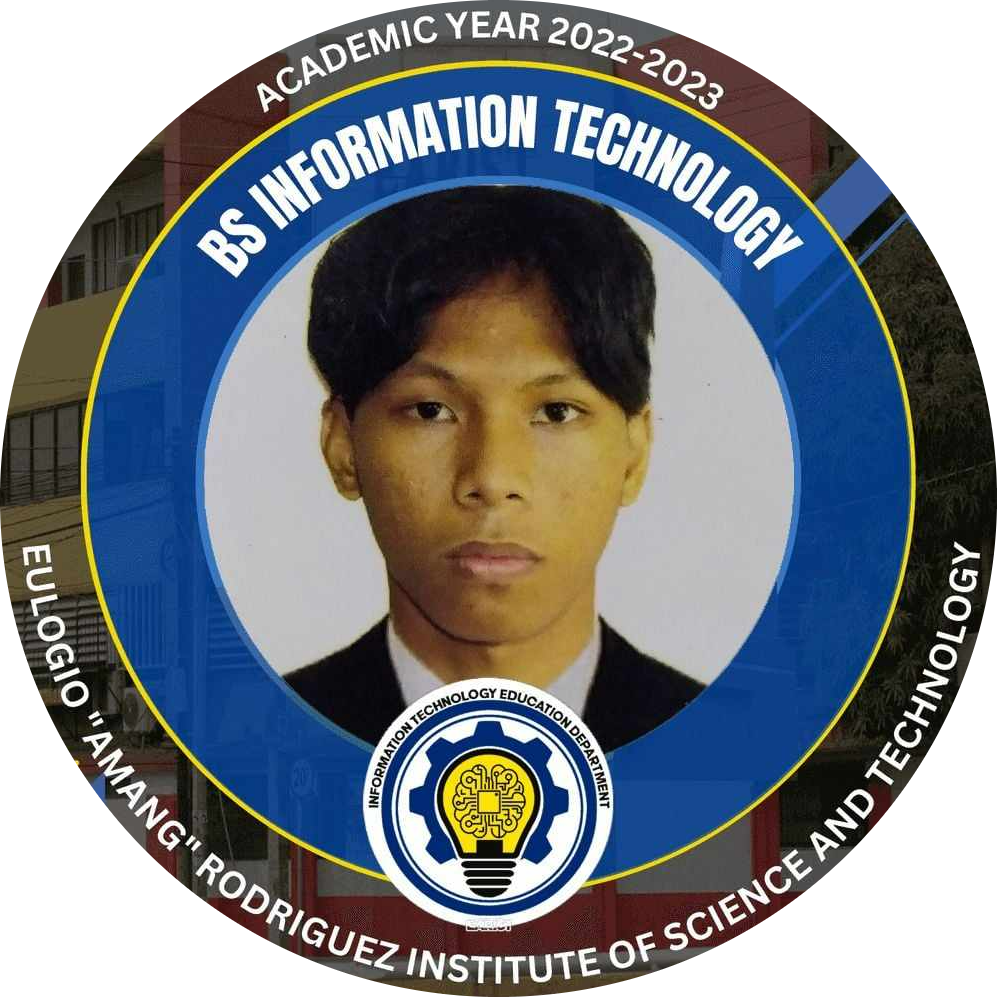 ACADEMIC YEAR 2022-2023
BS INFORMATION TECHNOLOGY
INFORMATION TECHNOLOGY EDUCATION DEPARTMENT
EULOGIO "AMANG" RODRIGUEZ INSTITUTE OF SCIENCE AND TECHNOLOGY